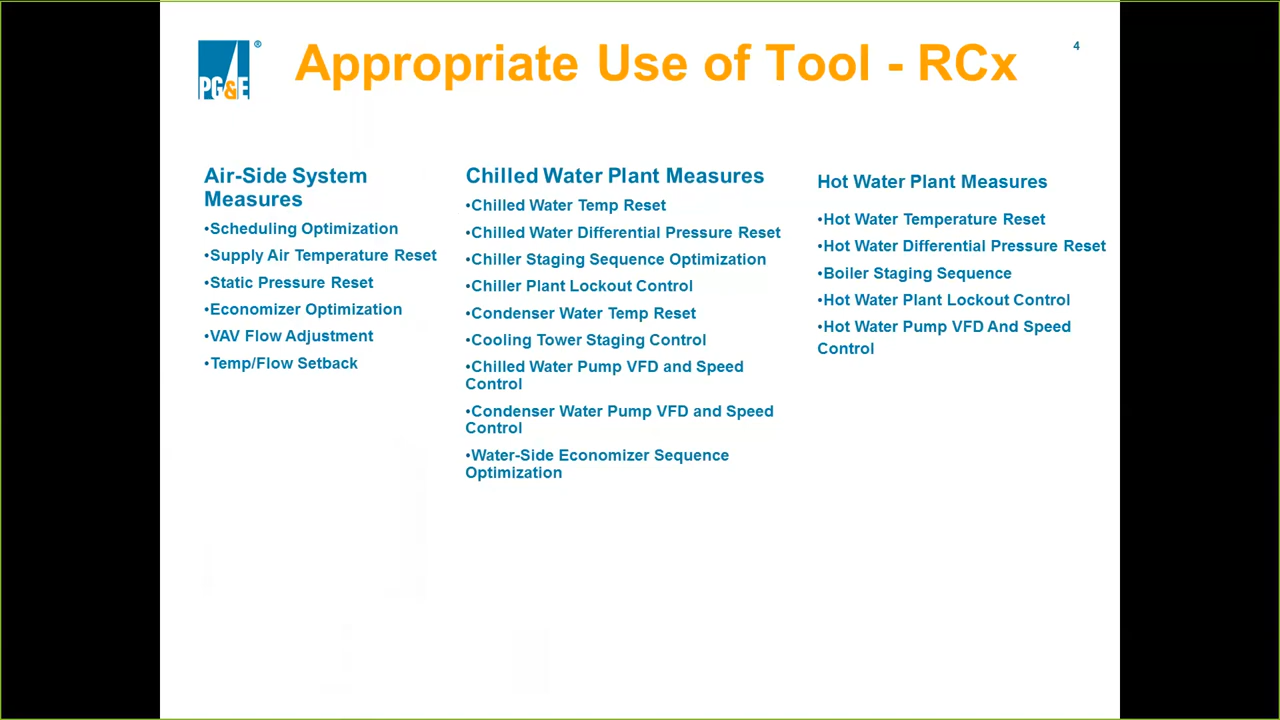 PG&E®
Appropriate Use of Tool - RCx
4
Air-Side System
Measures
•Scheduling Optimization
•Supply Air Temperature Reset
•Static Pressure Reset
•Economizer Optimization
•VAV Flow Adjustment
•Temp/Flow Setback
Chilled Water Plant Measures
•Chilled Water Temp Reset
•Chilled Water Differential Pressure Reset
•Chiller Staging Sequence Optimization
•Chiller Plant Lockout Control
•Condenser Water Temp Reset
•Cooling Tower Staging Control
•Chilled Water Pump VFD and Speed
Control
•Condenser Water Pump VFD and Speed
Control
•Water-Side Economizer Sequence
Optimization
Hot Water Plant Measures
•Hot Water Temperature Reset
•Hot Water Differential Pressure Reset
•Boiler Staging Sequence
•Hot Water Plant Lockout Control
•Hot Water Pump VFD And Speed
Control